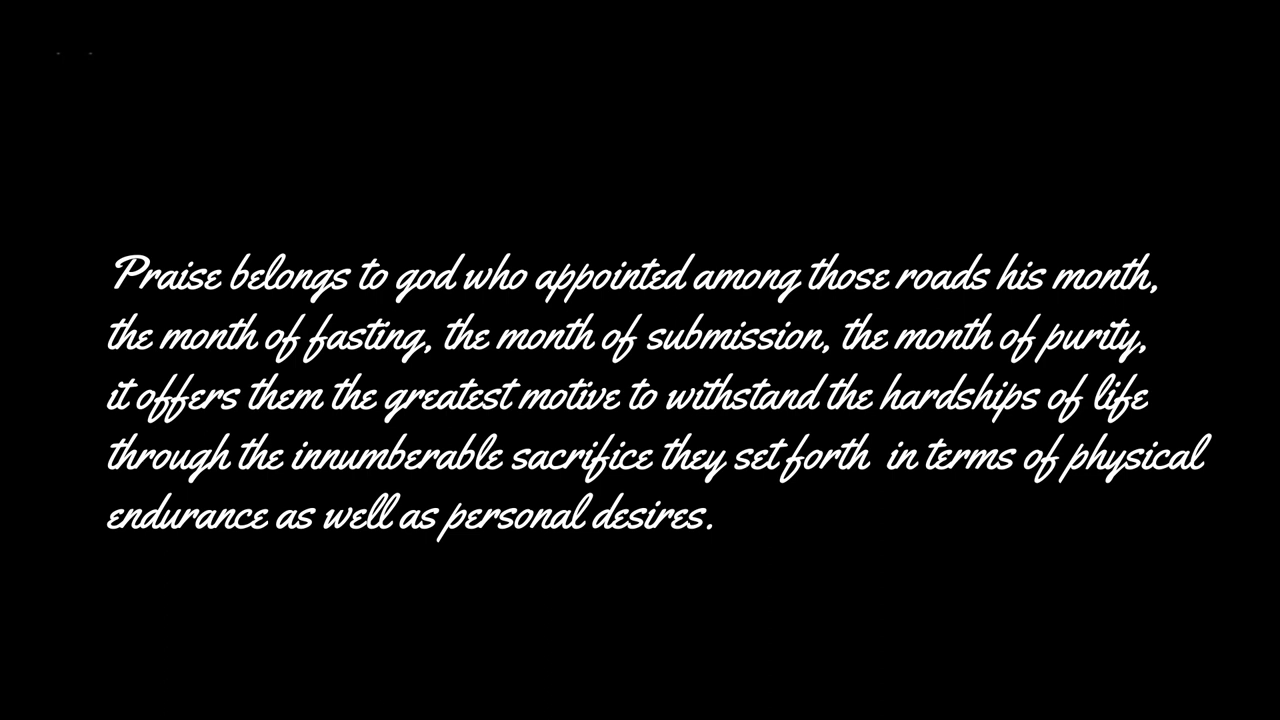 Praise belongs to god who appointed among those roads his month,
the month of fasting, the month of submission, the month of purity,
it offers them the greatest motive to withstand the hardships of life
through the innumberable sacrifice they set forth in terms of physical
endurance as well as personal desires.